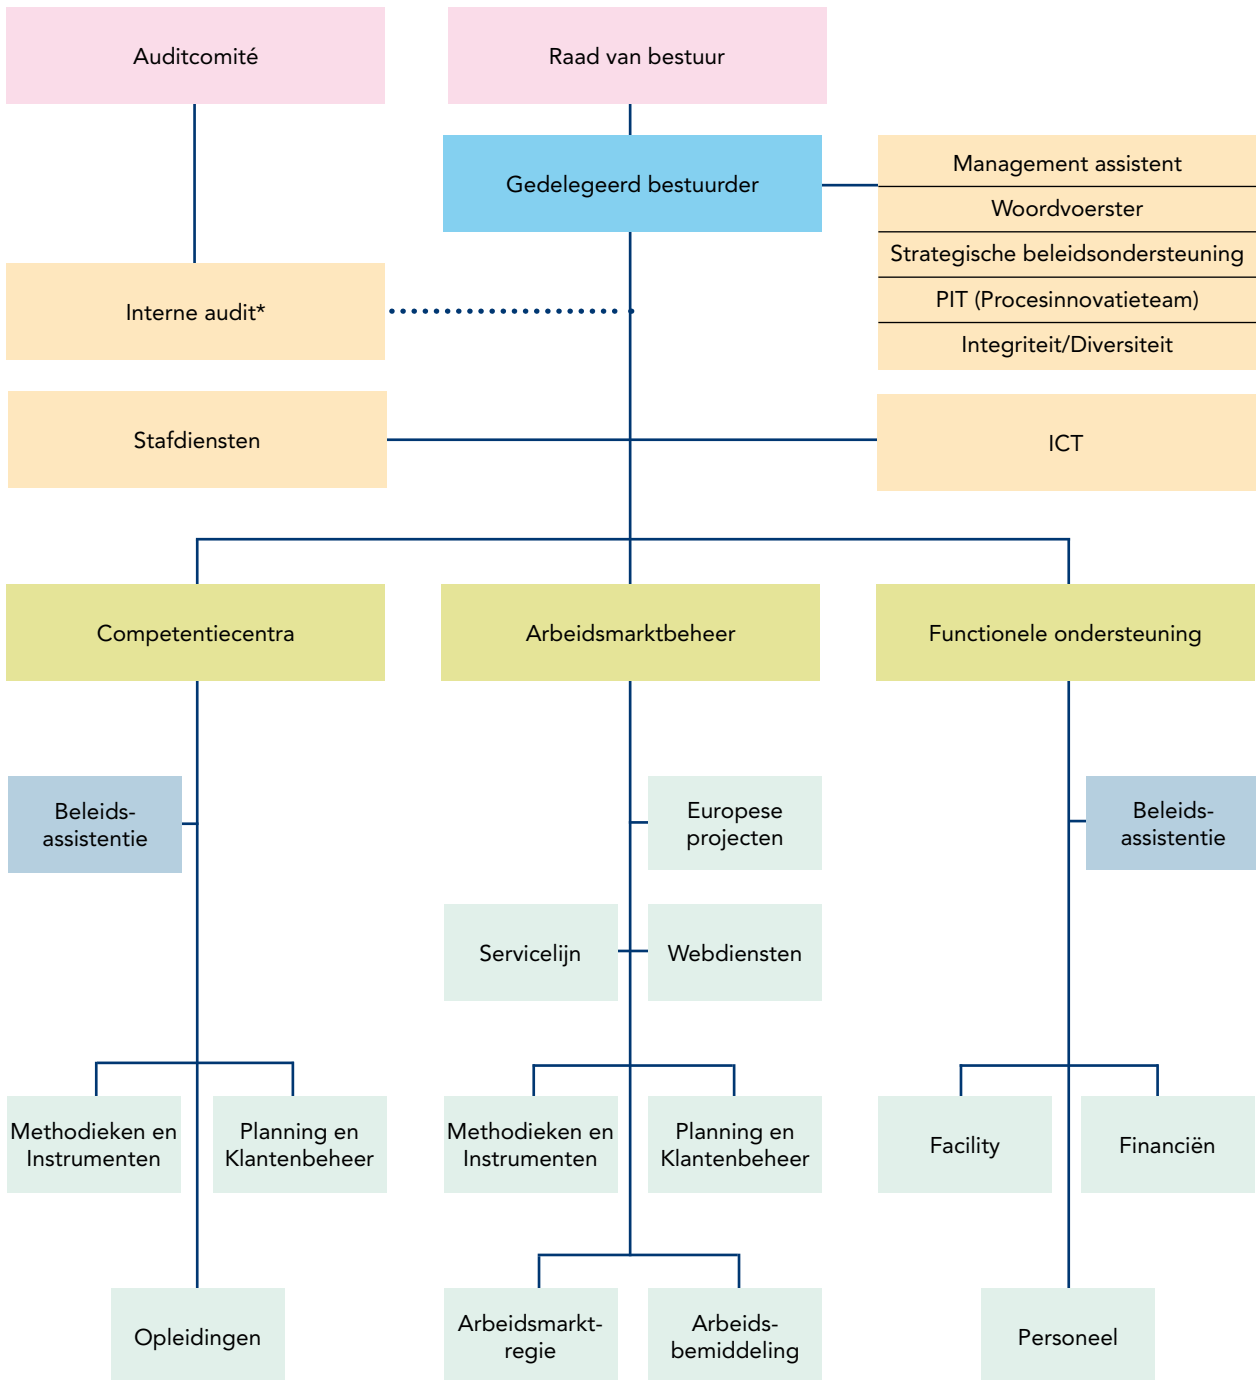 Auditcomité
Raad van bestuur
Gedelegeerd bestuurder
Management assistent
Woordvoerster
Strategische beleidsondersteuning
PIT (Procesinnovatieteam)
Integriteit/Diversiteit
Interne audit*
Stafdiensten
ICT
Competentiecentra
Arbeidsmarktbeheer
Functionele ondersteuning
Beleids-
assistentie
Europese
projecten
Beleids-
assistentie
Servicelijn
Webdiensten
Methodieken en
Instrumenten
Planning en
Klantenbeheer
Methodieken en
Instrumenten
Planning en
Klantenbeheer
Facility
Financiën
Opleidingen
Arbeidsmarkt-
regie
Arbeids-
bemiddeling
Personeel